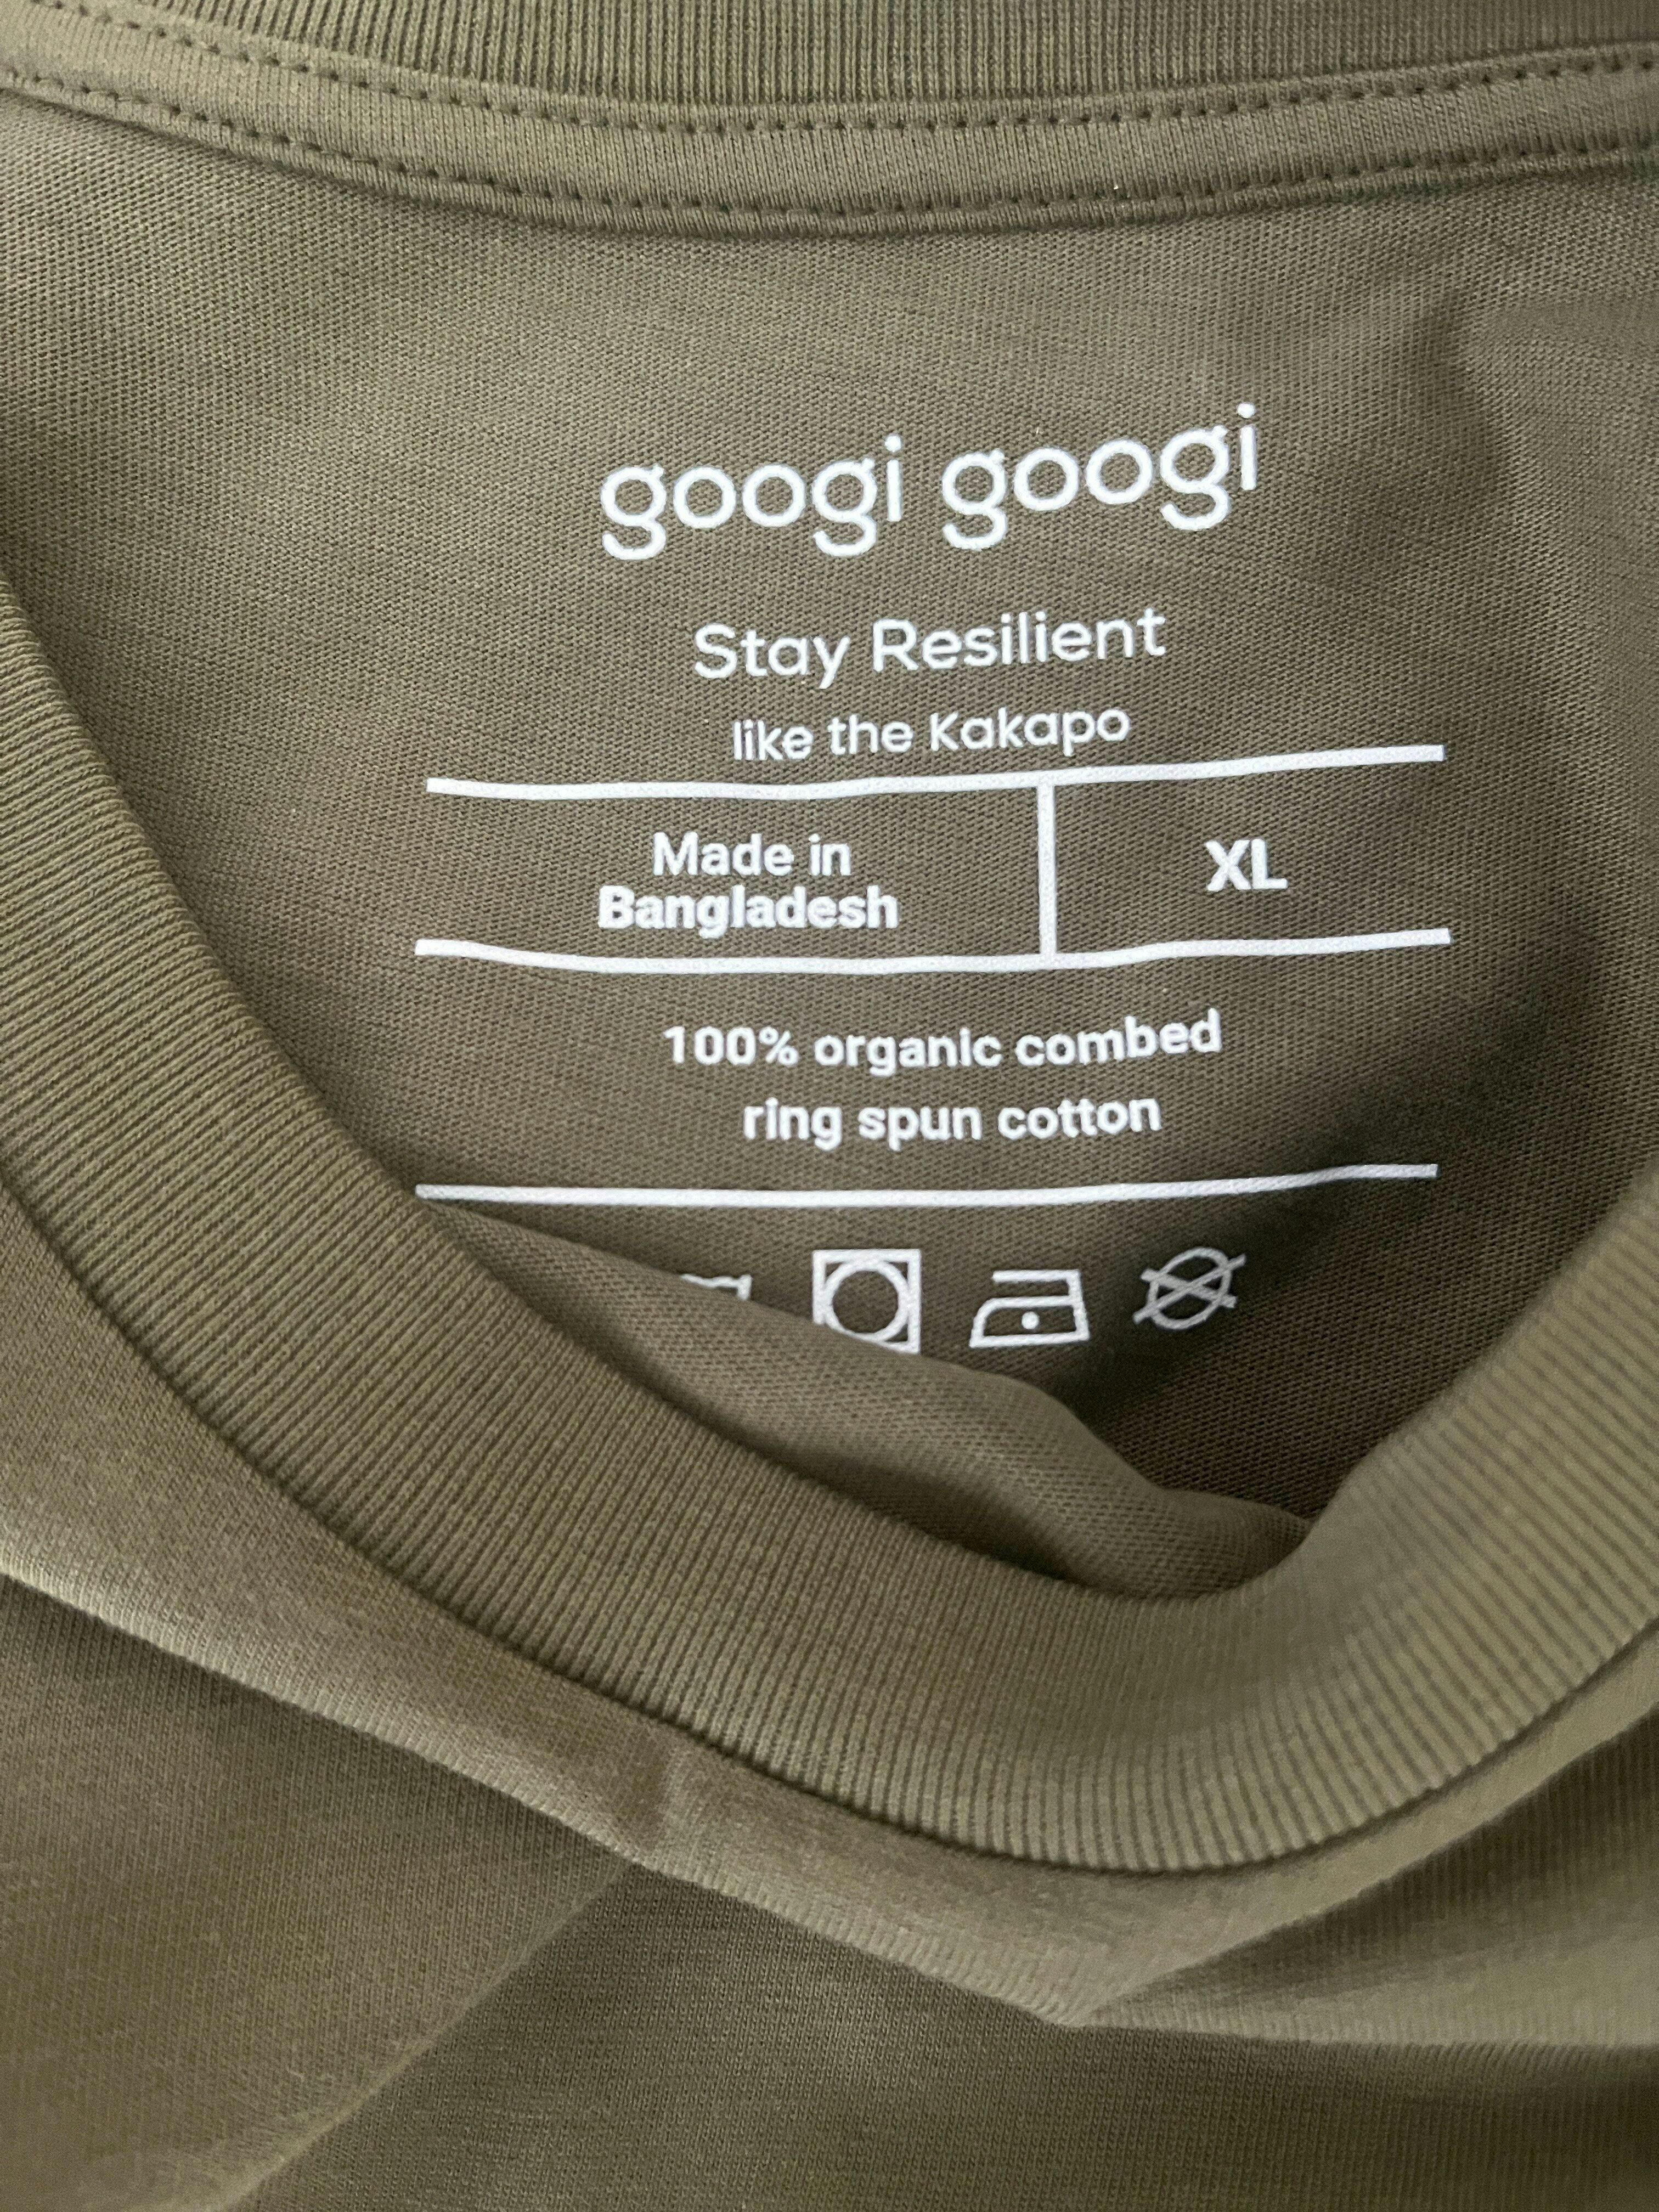 googi googi
Stay Resilient
like the Kakapo
Made in
Bangladesh
XL
100% organic combed
ring spun cotton